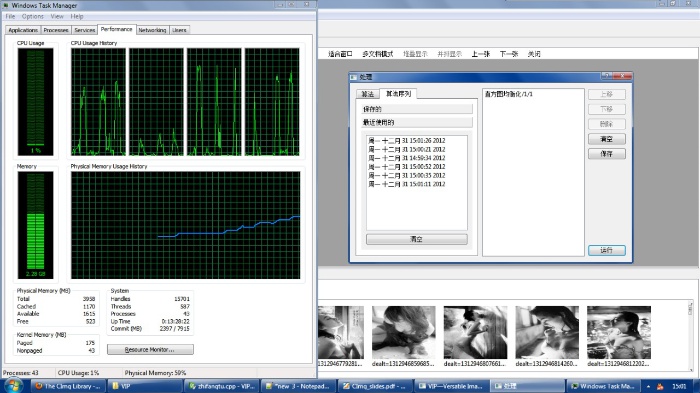 Windows Task Manager
File Options View Help
Applications Processes Services Performance Networking Users
CPU Usage CPU Usage History
1 %
Memory Physical Memory Usage History
2.28 GB
Physical Memory (MB)
Total 3958
Cached 1170
Available 1615
Free 523
Kernel Memory (MB)
Paged 175
Nonpaged 43
System
Handles 15701
Threads 587
Processes 43
Up Time 0:13:28:22
Commit (MB) 2397 / 7915
Resource Monitor...
Processes: 43 CPU Usage: 1% Physical Memory: 59%
适合窗口 多文档模式 堆叠显示 并排显示 上一张 下一张 关闭
处理
算法 算法序列
保存的
最近使用的
周一 十二月 31 15:01:26 2012
周一 十二月 31 15:00:21 2012
周一 十二月 31 14:59:34 2012
周一 十二月 31 15:00:52 2012
周一 十二月 31 15:00:35 2012
周一 十二月 31 15:01:11 2012
清空
直方图均衡化/1/1
上移
下移
删除
清空
保存
运行
dealt=1312946779281... dealt=1312946859685... dealt=1312946807661... dealt=1312946814260... dealt=1312946812202...
The CImg Library -... VIP zhifangtu.cpp - VIP... *new 3 - Notepad... CImg_slides.pdf -... VIP---Versatile Ima... 处理 Windows Task Ma... 15:01